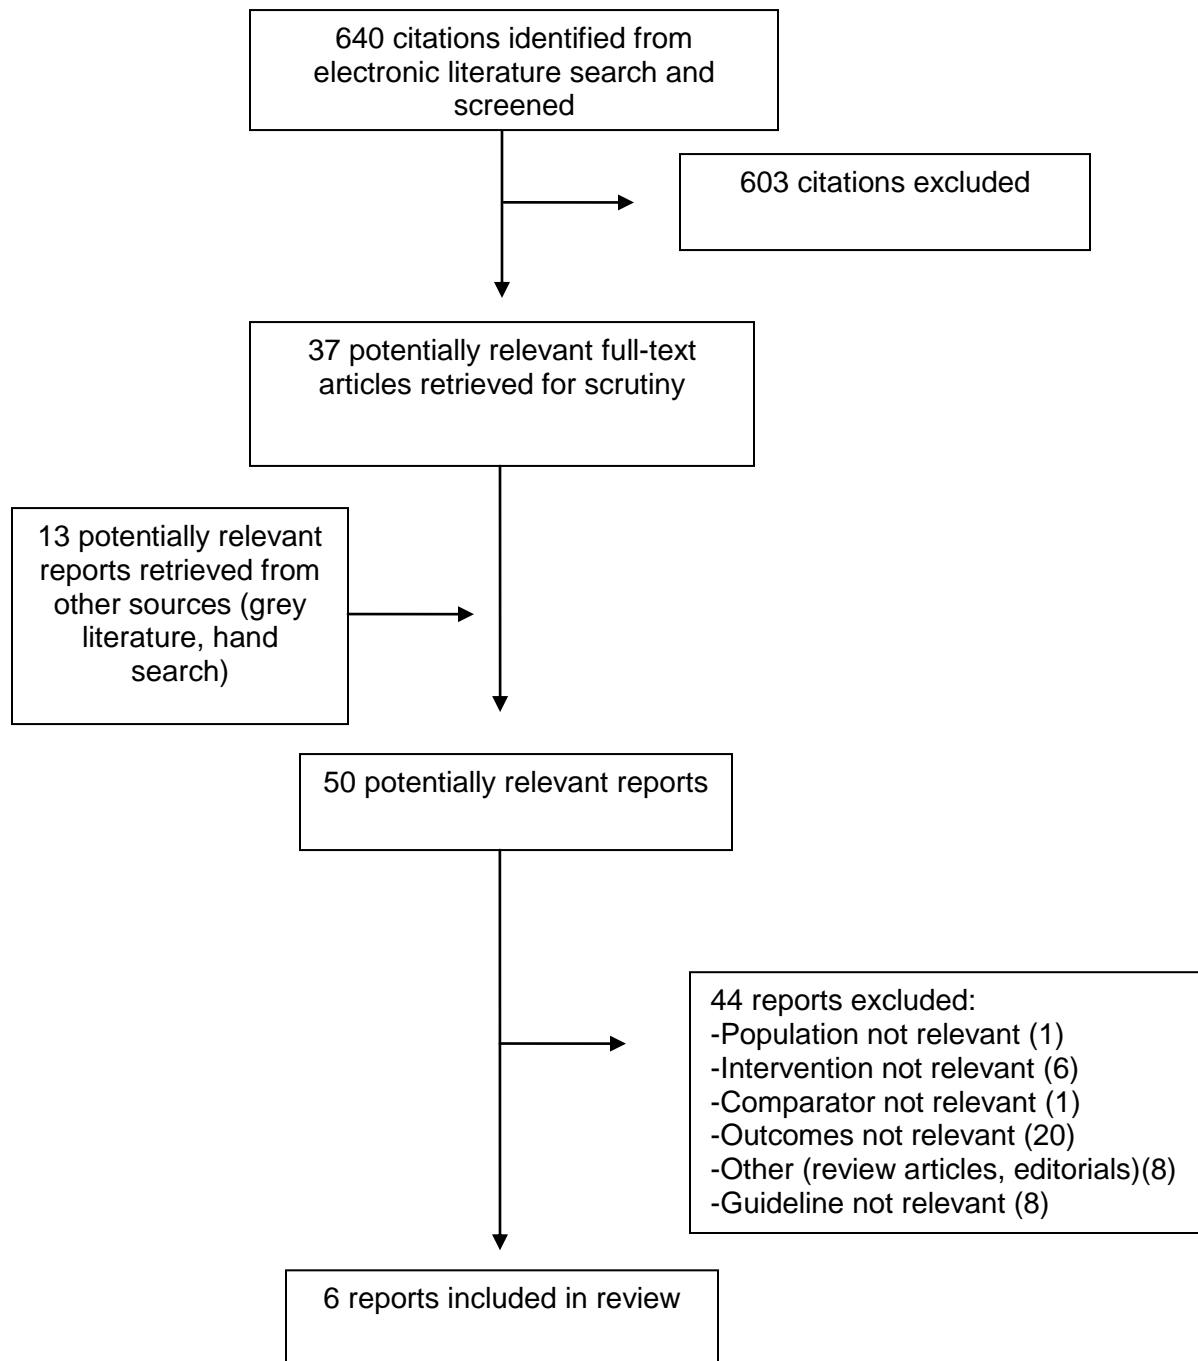 640 citations identified from
electronic literature search and
screened
603 citations excluded
37 potentially relevant full-text
articles retrieved for scrutiny
13 potentially relevant
reports retrieved from
other sources (grey
literature, hand
search)
50 potentially relevant reports
44 reports excluded:
-Population not relevant (1)
-Intervention not relevant (6)
-Comparator not relevant (1)
-Outcomes not relevant (20)
-Other (review articles, editorials)(8)
-Guideline not relevant (8)
6 reports included in review